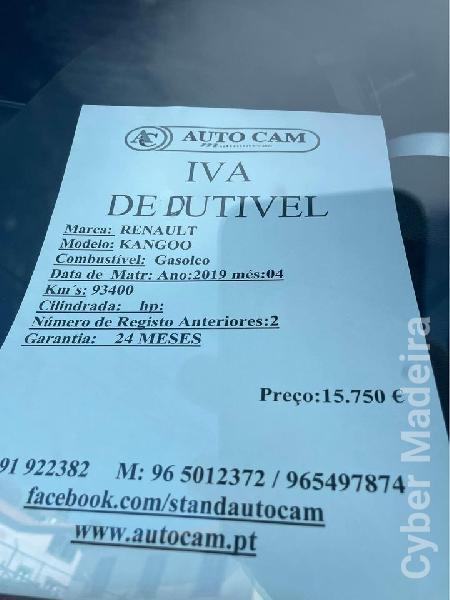 AC AUTO CAM
IVA
DEDUTIVEL
Marca: RENAULT
Modelo: KANGOO
Combustível: Gasoleo
Data de Matr: Ano:2019 mês:04
Km´s: 93400
Cilindrada: hp:
Número de Registo Anteriores:2
Garantia: 24 MESES
Preço:15.750 €
91 922382 M: 96 5012372 / 965497874
facebook.com/standautocam
www.autocam.pt
Cyber Madeira